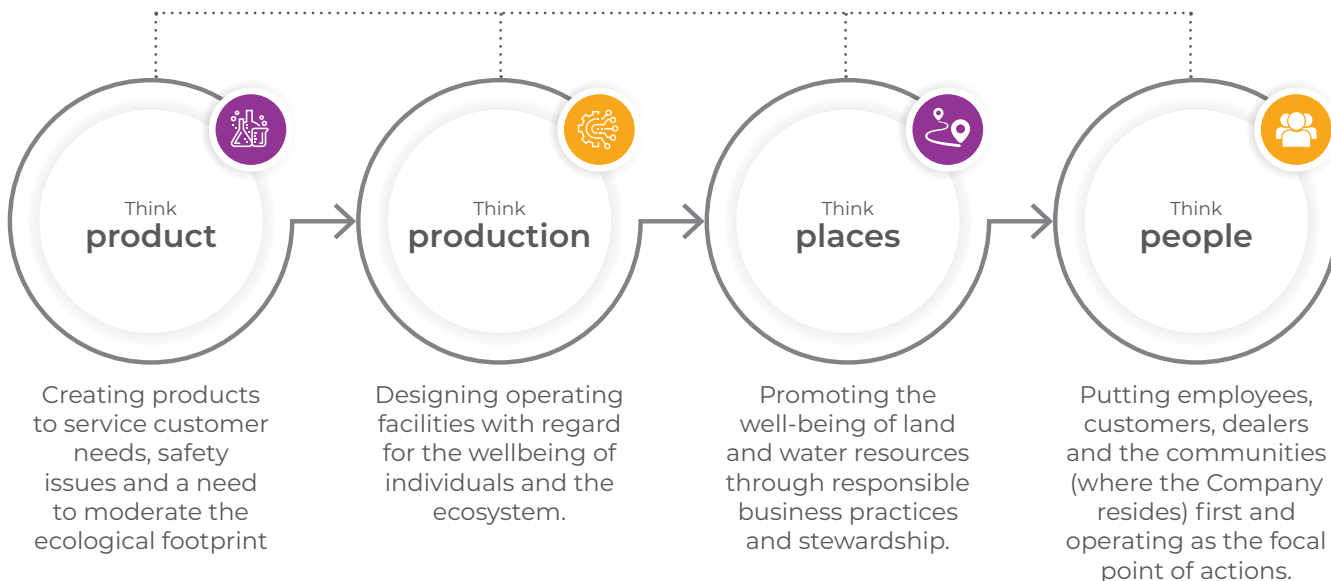 Think
product
Think
production
Think
places
Think
people
Creating products
to service customer
needs, safety
issues and a need
to moderate the
ecological footprint
Designing operating
facilities with regard
for the wellbeing of
individuals and the
ecosystem.
Promoting the
well-being of land
and water resources
through responsible
business practices
and stewardship.
Putting employees,
customers, dealers
and the communities
(where the Company
resides) first and
operating as the focal
point of actions.